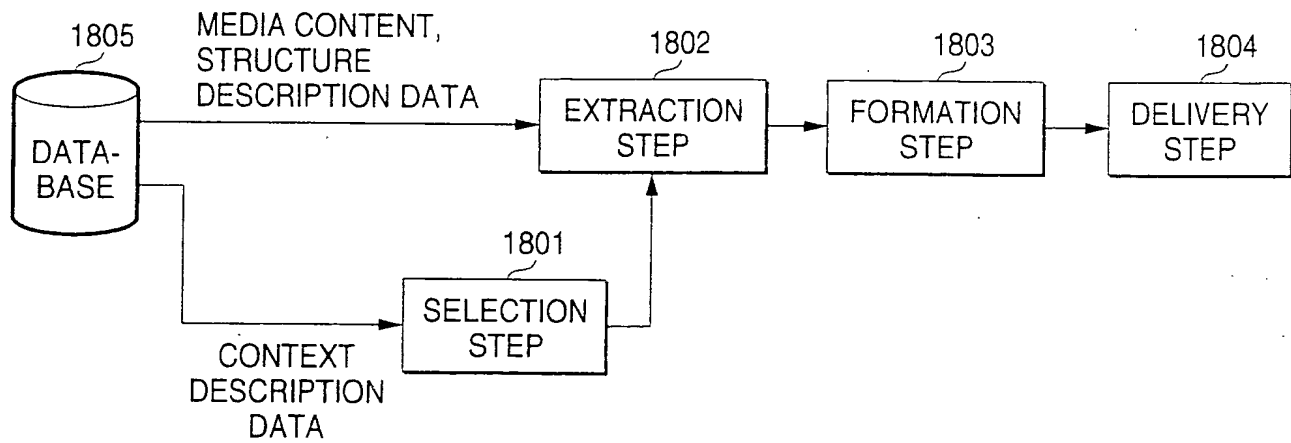 1805
MEDIA CONTENT,
STRUCTURE
DESCRIPTION DATA
1802
1803
1804
DATA-
BASE
EXTRACTION
STEP
FORMATION
STEP
DELIVERY
STEP
1801
SELECTION
STEP
CONTEXT
DESCRIPTION
DATA